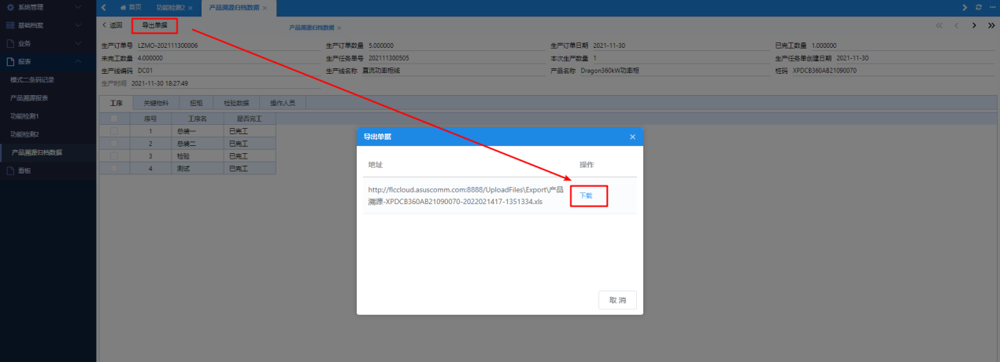 系统管理
基础档案
业务
报表
模式二条码记录
产品溯源报表
功能检测1
功能检测2
产品溯源归档数据
看板
首页 功能检测2 × 产品溯源归档数据 ×
返回 导出单据 产品溯源归档数据 ×
生产订单号 LZMO-202111300006 生产订单数量 5.000000 生产订单日期 2021-11-30 已完工数量 1.000000
未完工数量 4.000000 生产任务单号 202111300505 本次生产数量 1 生产任务单创建日期 2021-11-30
生产线编码 DC01 生产线名称 直流功率柜线 产品名称 Dragon360kW功率柜 桩码 XPDCB360AB21090070
生产时间 2021-11-30 18:27:49
工序 关键物料 扭矩 检验数据 操作人员
序号 工序名 是否完工
1 总装一 已完工
2 总装二 已完工
3 检验 已完工
4 测试 已完工
导出单据 ×
地址 操作
http://flccloud.asuscomm.com:8888/UploadFiles\Export\产品 下载
溯源-XPDCB360AB21090070-2022021417-1351334.xls
取 消